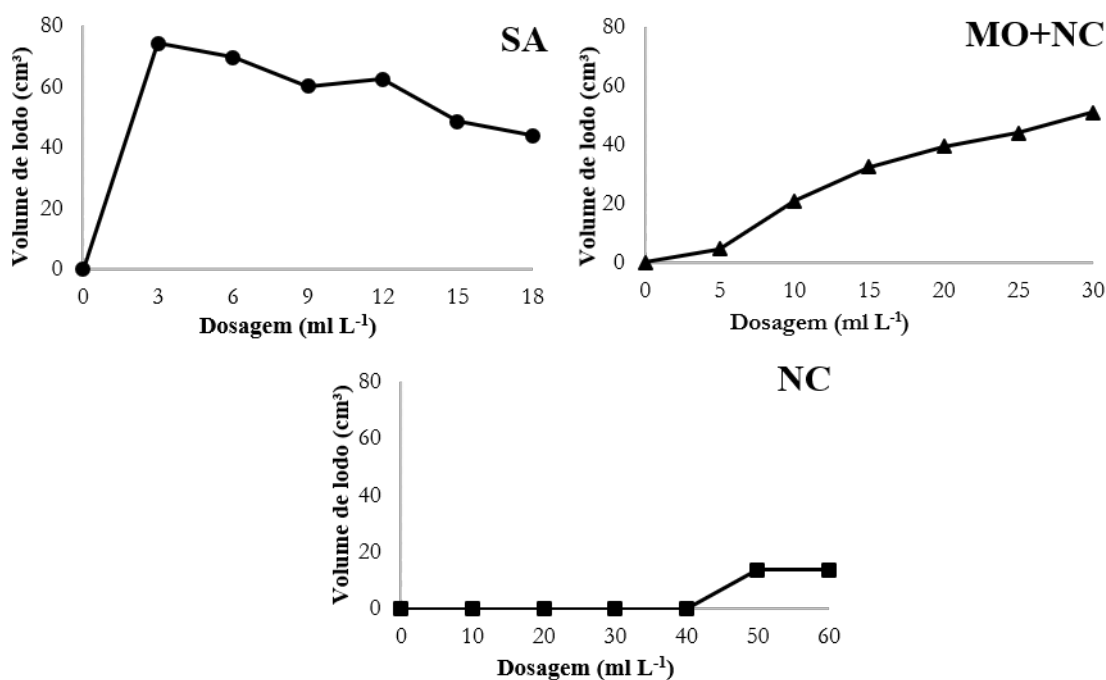 SA
Volume de lodo (cm³)
80
60
40
20
0
0 3 6 9 12 15 18
Dosagem (ml L⁻¹)
MO+NC
Volume de lodo (cm³)
80
60
40
20
0
0 5 10 15 20 25 30
Dosagem (ml L⁻¹)
NC
Volume de lodo (cm³)
80
60
40
20
0
0 10 20 30 40 50 60
Dosagem (ml L⁻¹)